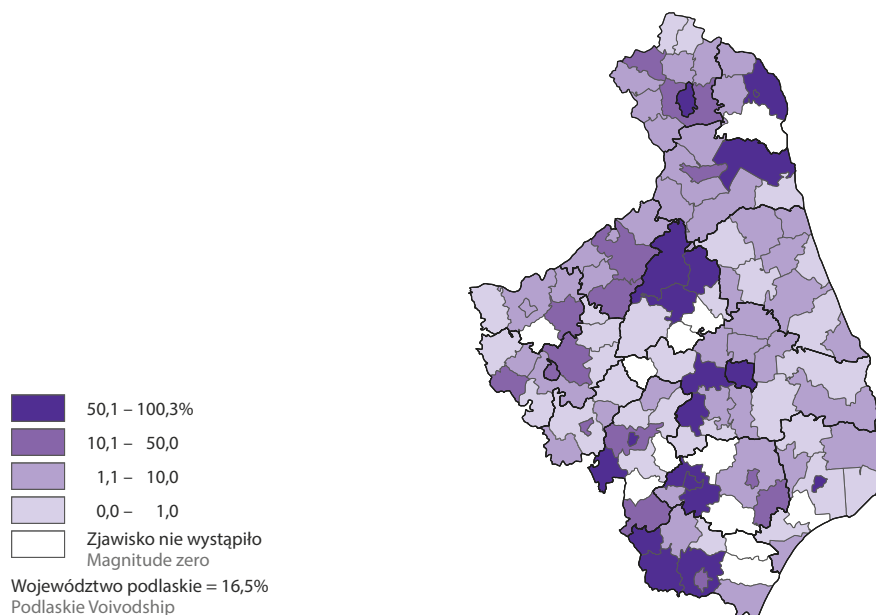 50,1 – 100,3%
10,1 – 50,0
1,1 – 10,0
0,0 – 1,0
Zjawisko nie wystąpiło
Magnitude zero
Województwo podlaskie = 16,5%
Podlaskie Voivodship